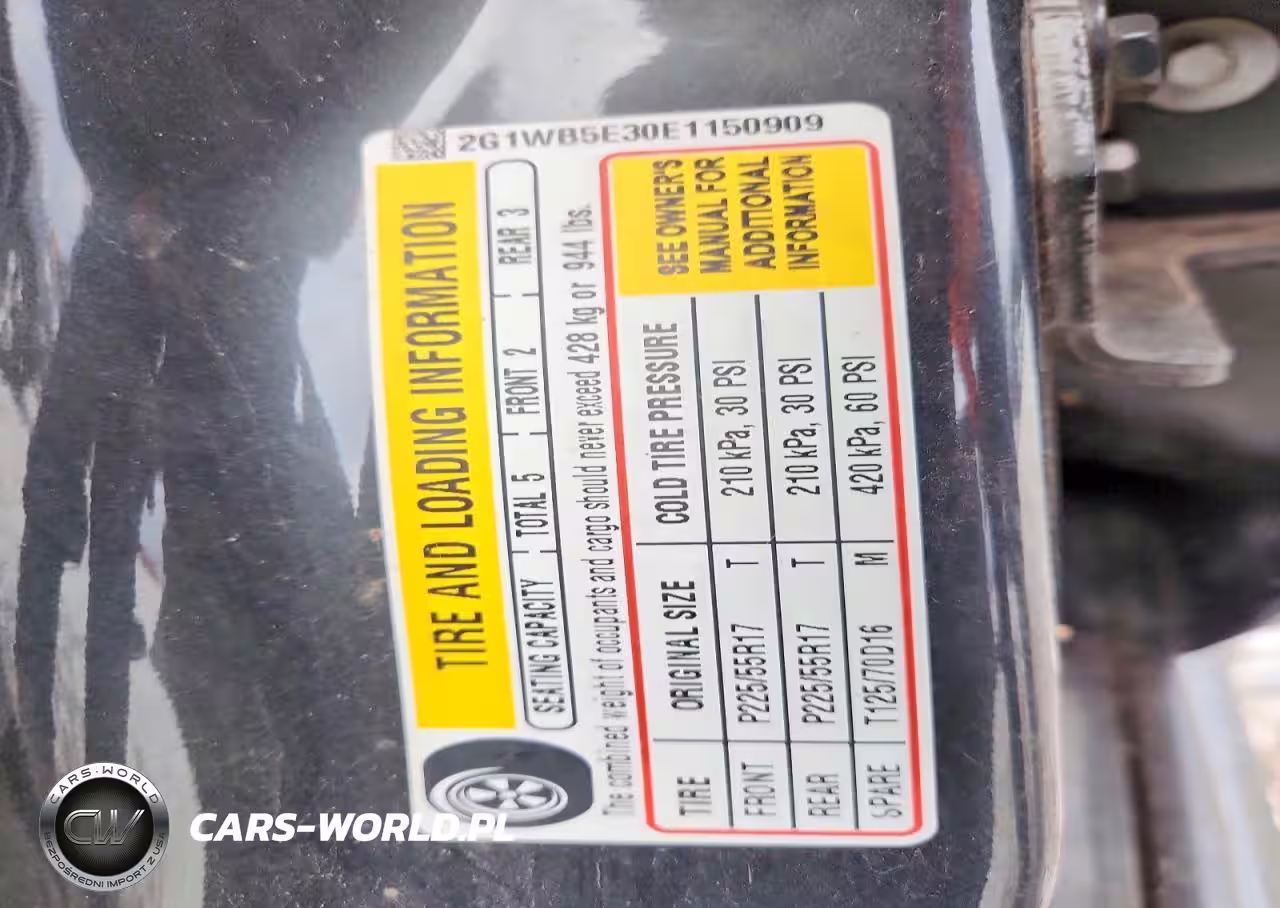 2G1WB5E30E1150909
TIRE AND LOADING INFORMATION
SEATING CAPACITY TOTAL 5 FRONT 2 REAR 3
The combined weight of occupants and cargo should never exceed 428 kg or 944 lbs.
TIRE ORIGINAL SIZE COLD TIRE PRESSURE
FRONT P225/55R17 T 210 kPa, 30 PSI
REAR P225/55R17 T 210 kPa, 30 PSI
SPARE T125/70D16 M 420 kPa, 60 PSI
SEE OWNER'S
MANUAL FOR
ADDITIONAL
INFORMATION
CARS-WORLD
CW
BEZPOŚREDNI IMPORT Z USA
CARS-WORLD.PL